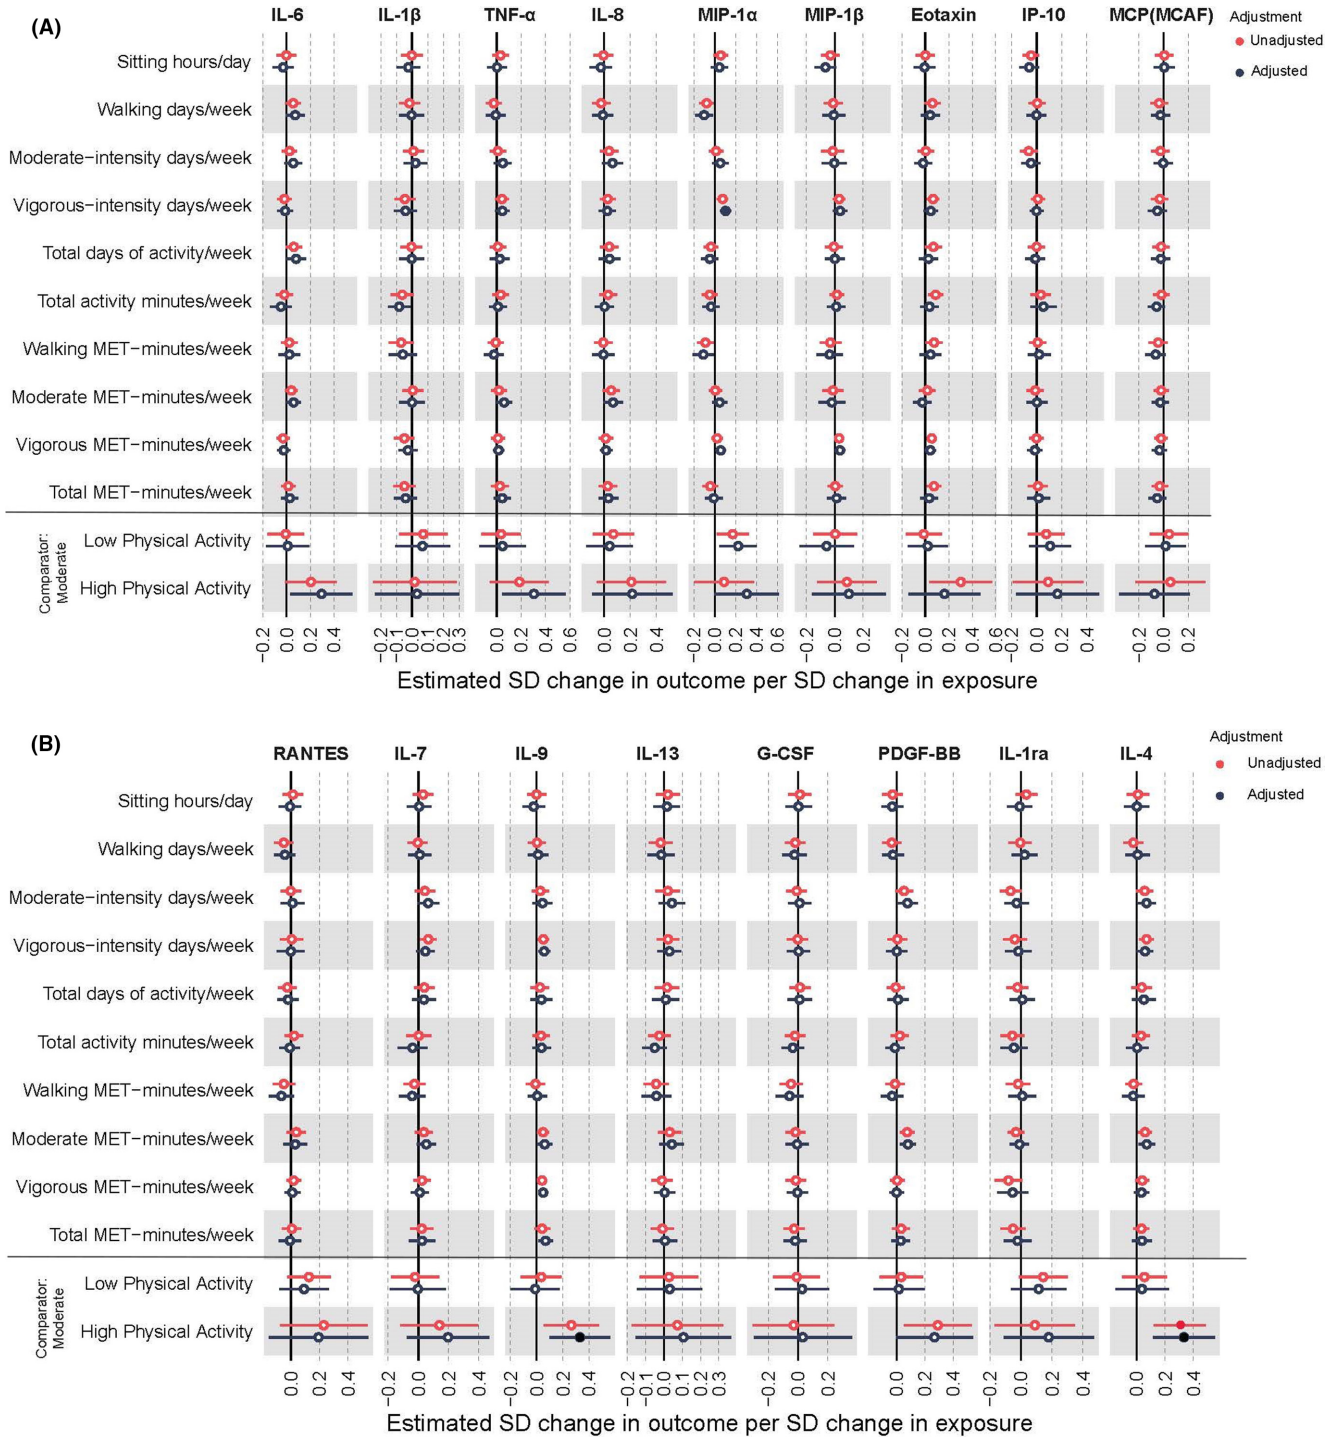 (A)
IL-6 IL-1β TNF-α IL-8 MIP-1α MIP-1β Eotaxin IP-10 MCP(MCAF)
Adjustment
Unadjusted
Adjusted
Sitting hours/day
Walking days/week
Moderate−intensity days/week
Vigorous−intensity days/week
Total days of activity/week
Total activity minutes/week
Walking MET−minutes/week
Moderate MET−minutes/week
Vigorous MET−minutes/week
Total MET−minutes/week
Comparator:
Moderate
Low Physical Activity
High Physical Activity
−0.2 0.0 0.2 0.4 −0.2 −0.1 0.0 0.1 0.2 0.3 0.0 0.2 0.4 0.6 0.0 0.2 0.4 −0.2 0.0 0.2 0.4 −0.2 0.0 0.2 −0.2 0.0 0.2 0.4 0.6 −0.2 0.0 0.2 0.4 −0.2 0.0 0.2
Estimated SD change in outcome per SD change in exposure
(B)
RANTES IL-7 IL-9 IL-13 G-CSF PDGF-BB IL-1ra IL-4
Adjustment
Unadjusted
Adjusted
Sitting hours/day
Walking days/week
Moderate−intensity days/week
Vigorous−intensity days/week
Total days of activity/week
Total activity minutes/week
Walking MET−minutes/week
Moderate MET−minutes/week
Vigorous MET−minutes/week
Total MET−minutes/week
Comparator:
Moderate
Low Physical Activity
High Physical Activity
0.0 0.2 0.4 −0.2 0.0 0.2 0.4 −0.2 0.0 0.2 0.4 −0.2 −0.1 0.0 0.1 0.2 0.3 −0.2 0.0 0.2 0.0 0.2 0.4 −0.2 0.0 0.2 0.4 0.0 0.2 0.4
Estimated SD change in outcome per SD change in exposure